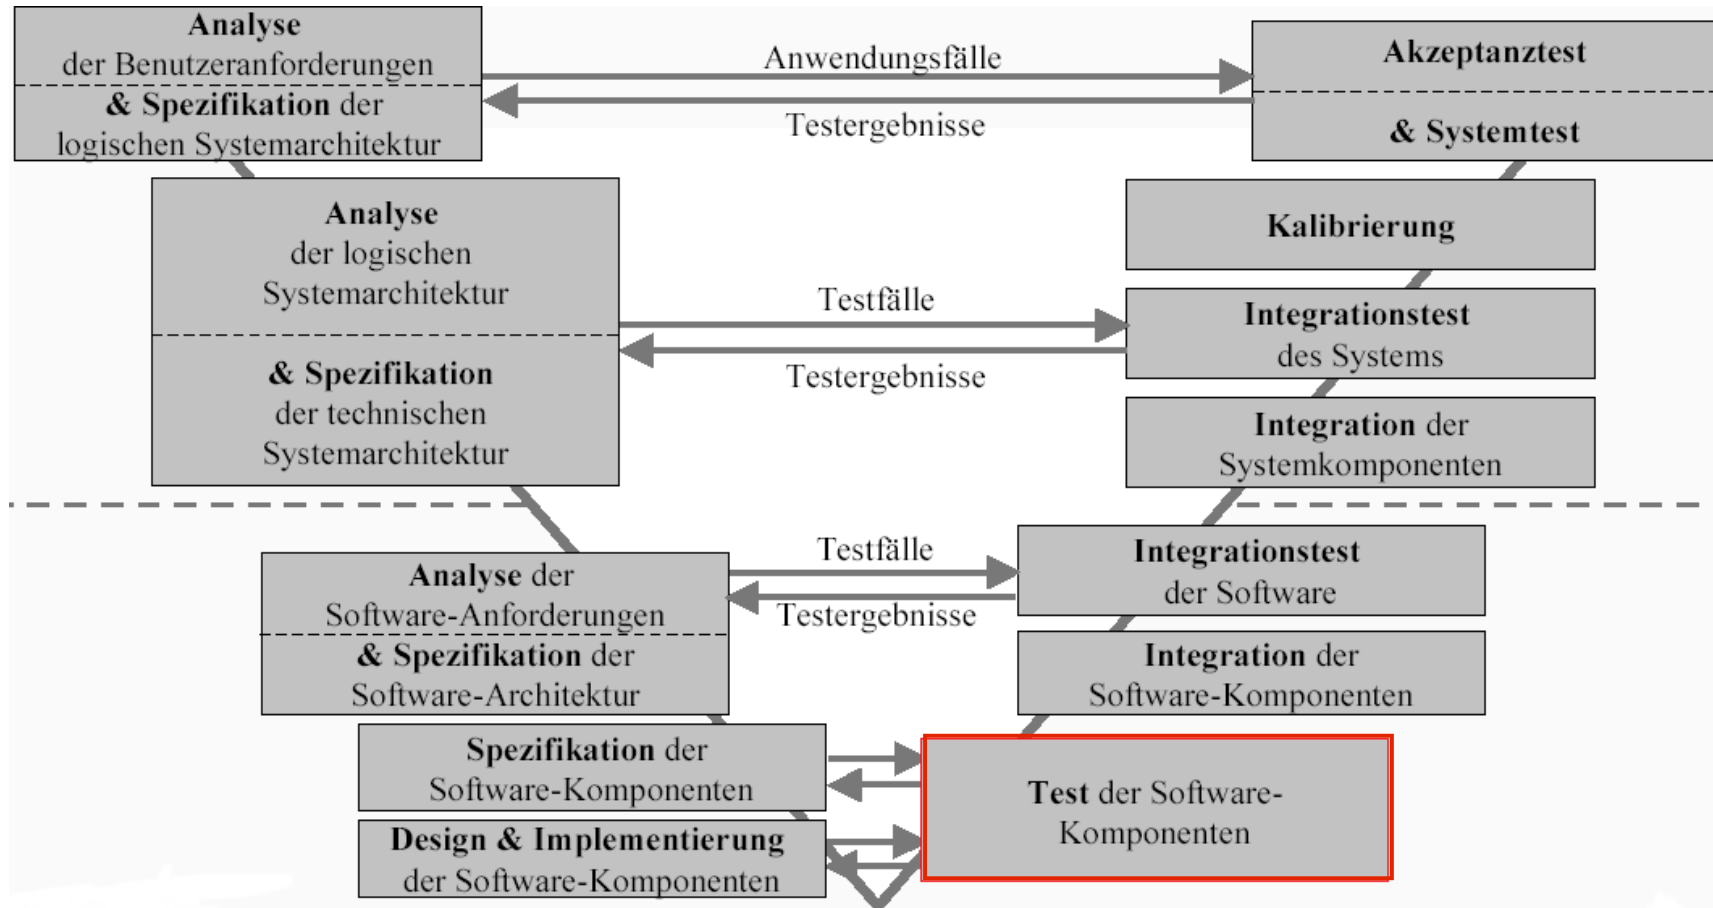 Analyse
der Benutzeranforderungen
& Spezifikation der
logischen Systemarchitektur
Anwendungsfälle
Testergebnisse
Akzeptanztest
& Systemtest
Analyse
der logischen
Systemarchitektur
& Spezifikation
der technischen
Systemarchitektur
Testfälle
Testergebnisse
Kalibrierung
Integrationstest
des Systems
Integration der
Systemkomponenten
Analyse der
Software-Anforderungen
& Spezifikation der
Software-Architektur
Testfälle
Testergebnisse
Integrationstest
der Software
Integration der
Software-Komponenten
Spezifikation der
Software-Komponenten
Design & Implementierung
der Software-Komponenten
Test der Software-
Komponenten